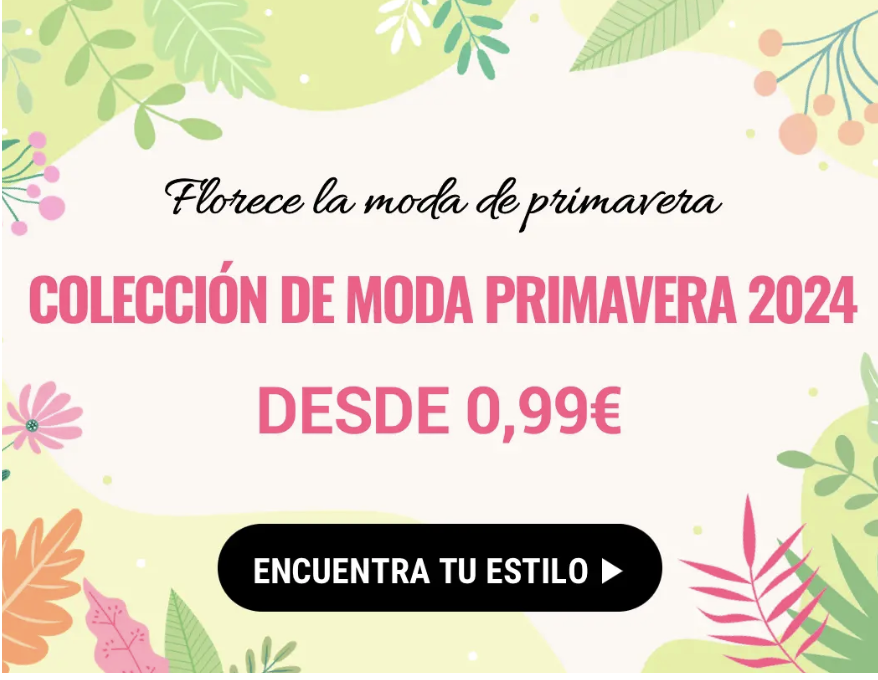 Florece la moda de primavera
COLECCIÓN DE MODA PRIMAVERA 2024
DESDE 0,99€
ENCUENTRA TU ESTILO